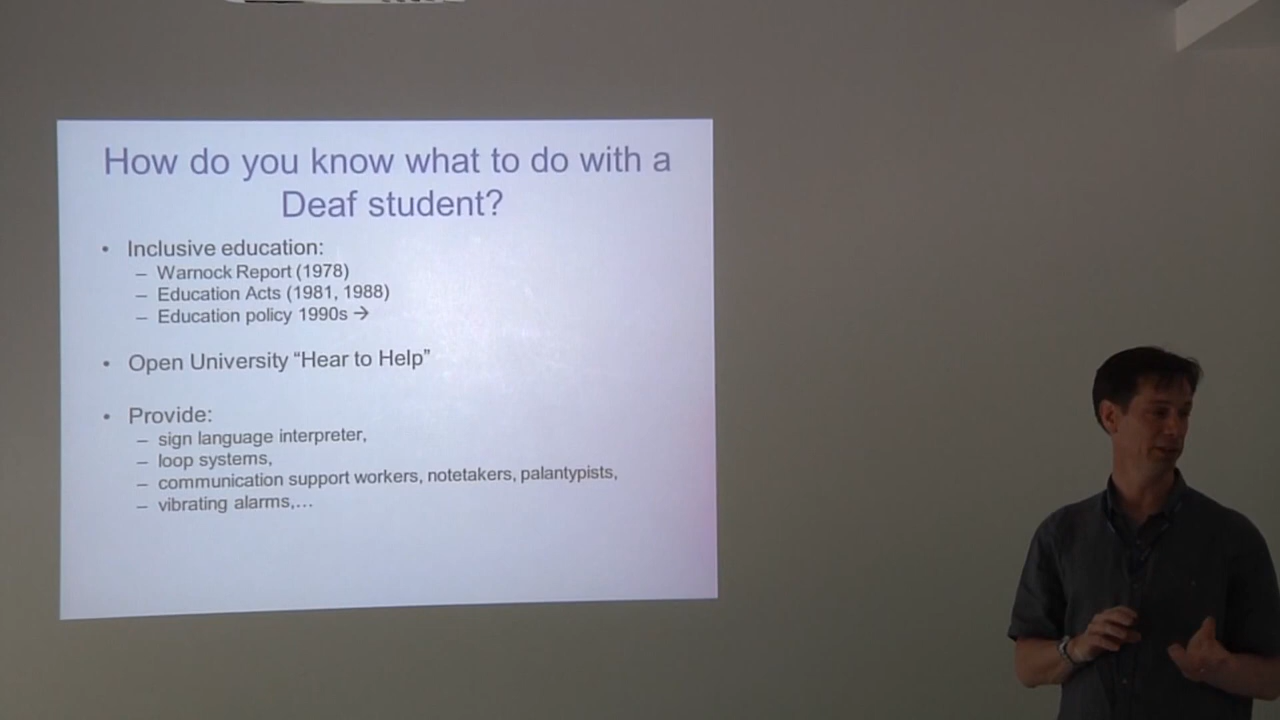 How do you know what to do with a
Deaf student?
• Inclusive education:
– Warnock Report (1978)
– Education Acts (1981, 1988)
– Education policy 1990s →
• Open University “Hear to Help”
• Provide:
– sign language interpreter,
– loop systems,
– communication support workers, notetakers, palantypists,
– vibrating alarms,…